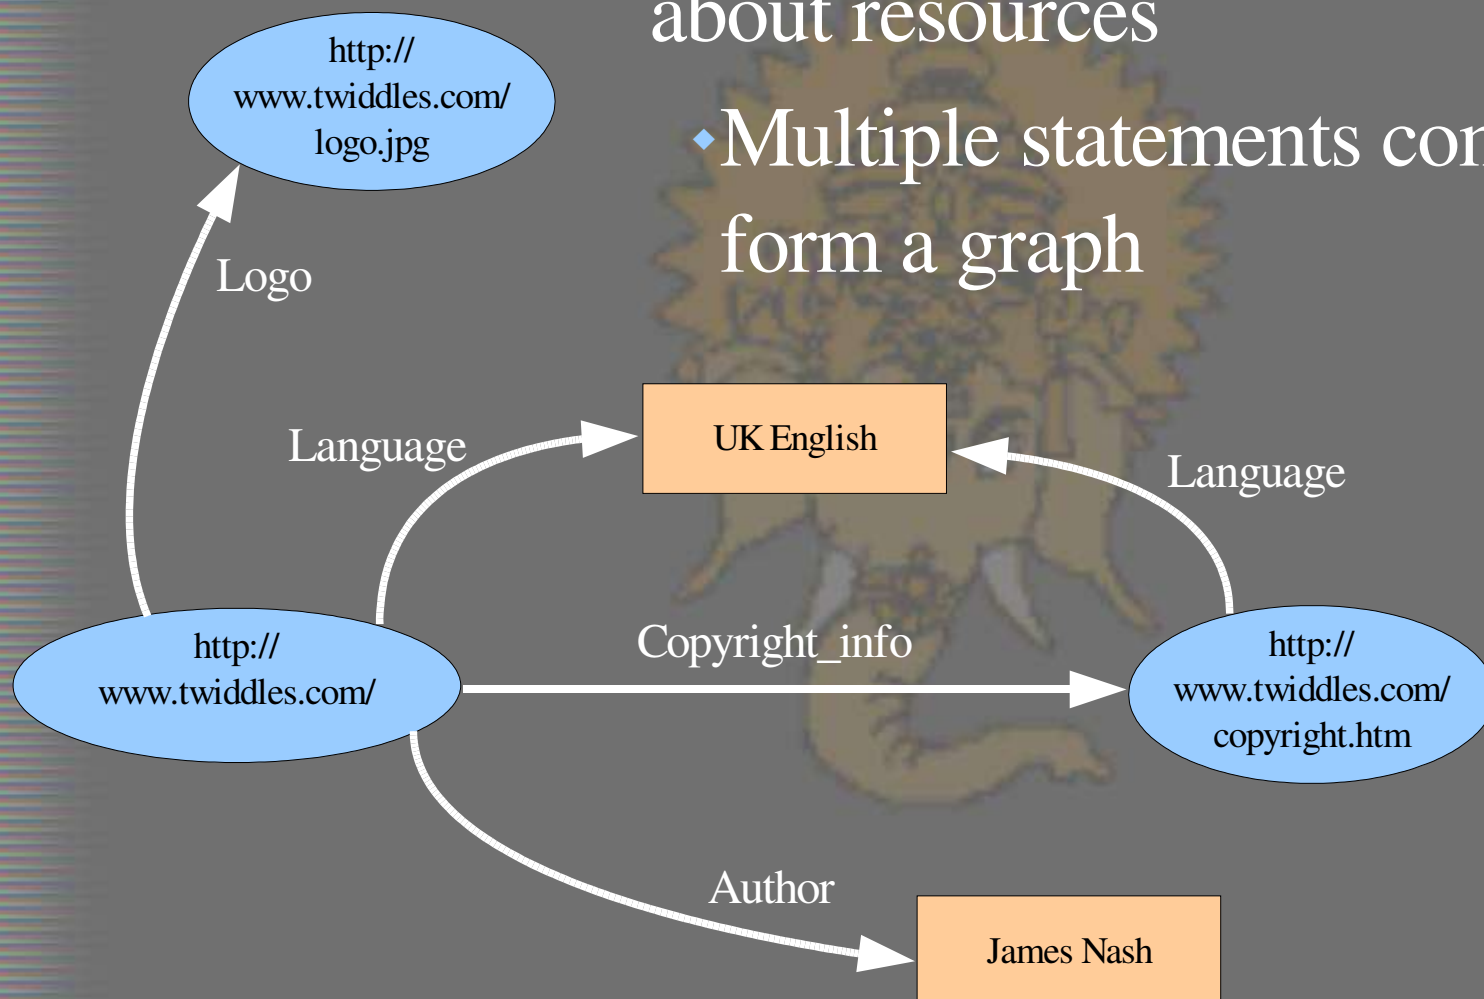 about resources
Multiple statements
form a graph
http://
www.twiddles.com/
logo.jpg
Logo
Language
UK English
Language
http://
www.twiddles.com/
Copyright_info
http://
www.twiddles.com/
copyright.htm
Author
James Nash